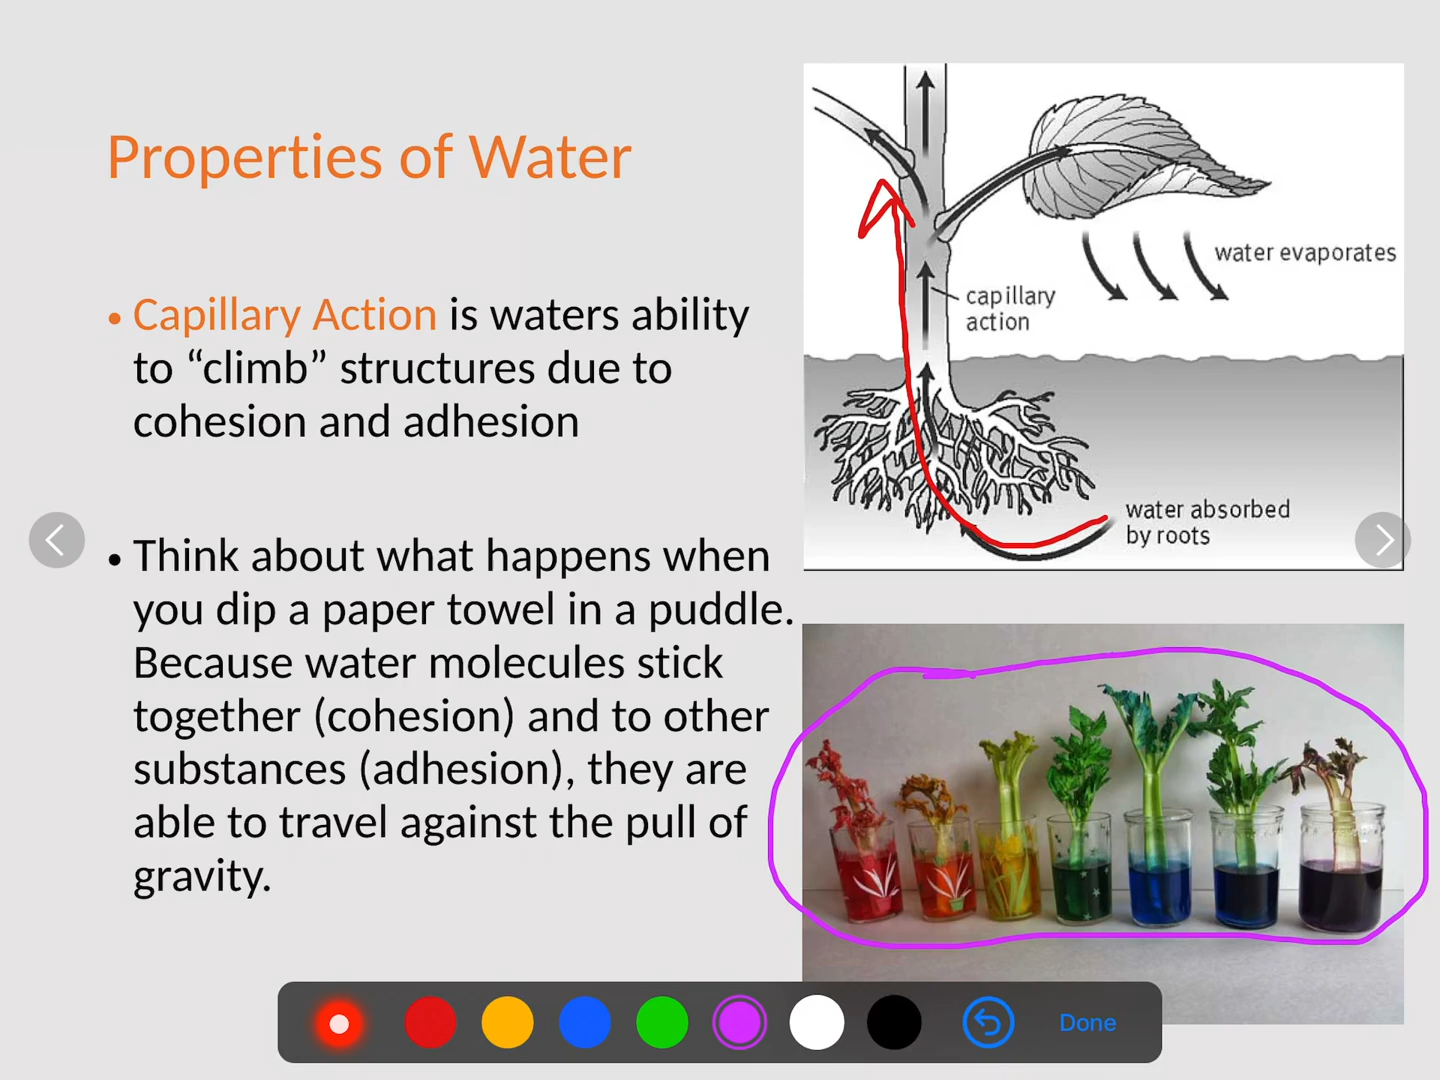 Properties of Water
• Capillary Action is waters ability
to “climb” structures due to
cohesion and adhesion
• Think about what happens when
you dip a paper towel in a puddle.
Because water molecules stick
together (cohesion) and to other
substances (adhesion), they are
able to travel against the pull of
gravity.
water evaporates
capillary
action
water absorbed
by roots
Done